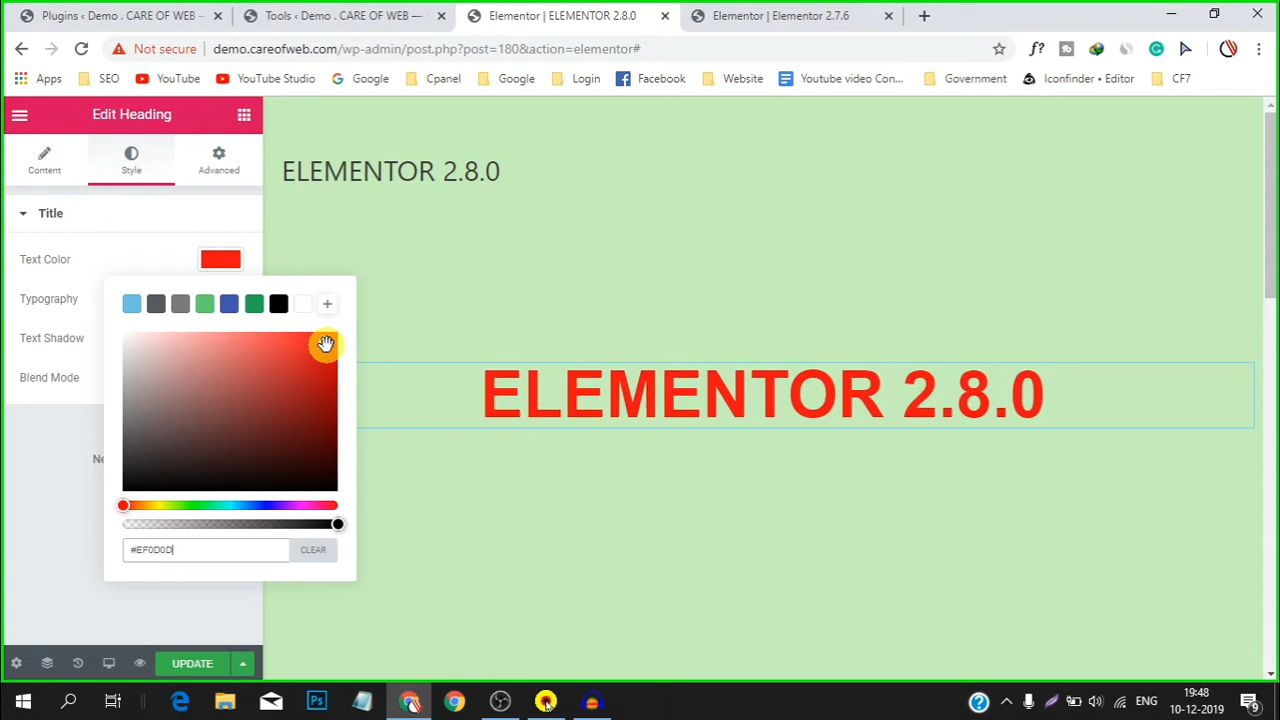 Plugins ‹ Demo . CARE OF WEB —
Tools ‹ Demo . CARE OF WEB —
Elementor | ELEMENTOR 2.8.0
Elementor | Elementor 2.7.6
Not secure
demo.careofweb.com/wp-admin/post.php?post=180&action=elementor#
f?
Apps
SEO
YouTube
YouTube Studio
Google
Cpanel
Google
Login
Facebook
Website
Youtube video Con...
Government
Iconfinder • Editor
CF7
Edit Heading
Content
Style
Advanced
Title
Text Color
Typography
Text Shadow
Blend Mode
Ne
#EF0D0D
CLEAR
UPDATE
ELEMENTOR 2.8.0
ELEMENTOR 2.8.0
Ps
ENG
19:48
10-12-2019
9